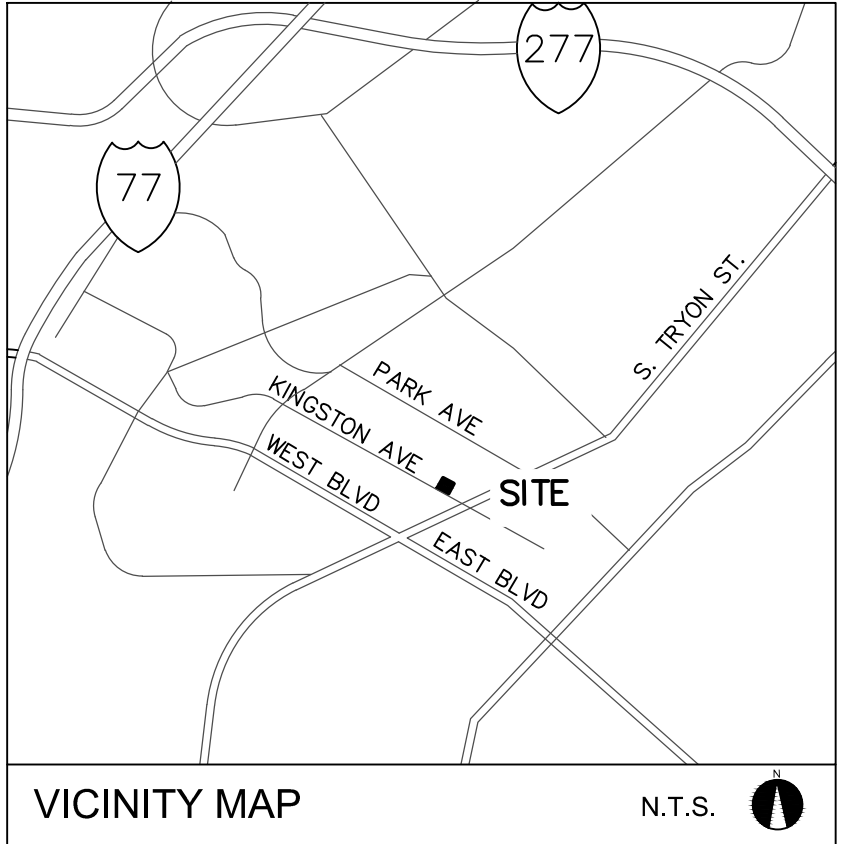 277
77
S. TRYON ST.
PARK AVE
KINGSTON AVE
WEST BLVD
SITE
EAST BLVD
VICINITY MAP
N.T.S.
N